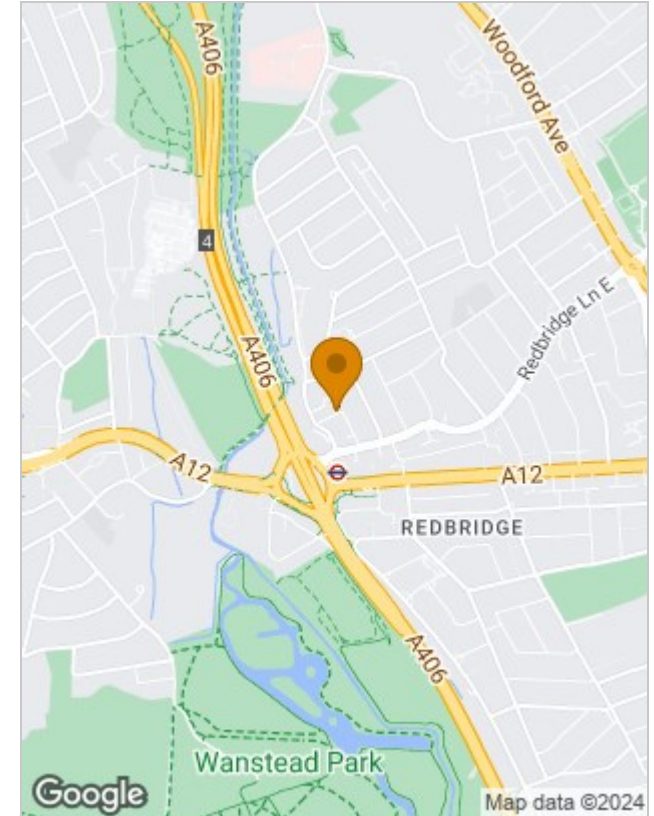 A406
Woodford Ave
4
Redbridge Ln E
A406
A12
A12
REDBRIDGE
A406
Wanstead Park
Google
Map data ©2024